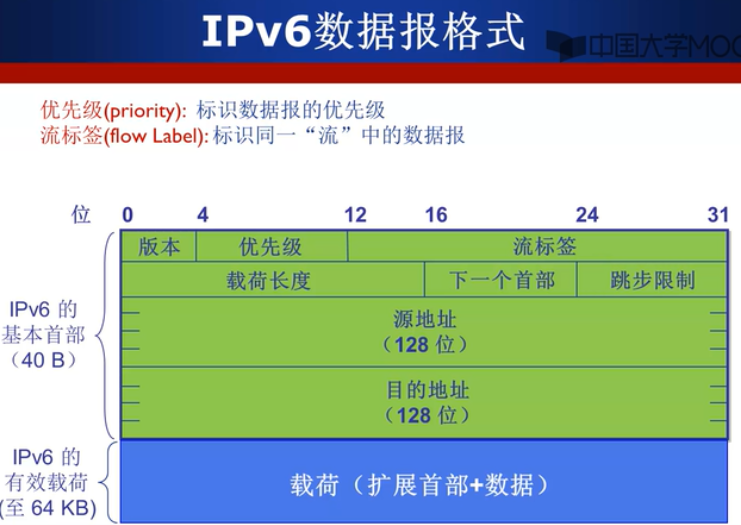 IPv6数据报格式
中国大学MOO
优先级(priority): 标识数据报的优先级
流标签(flow Label): 标识同一“流”中的数据报
位 0 4 12 16 24 31
版本 优先级 流标签
载荷长度 下一个首部 跳步限制
IPv6 的
基本首部
（40 B）
源地址
（128 位）
目的地址
（128 位）
IPv6 的
有效载荷
(至 64 KB)
载荷（扩展首部+数据）